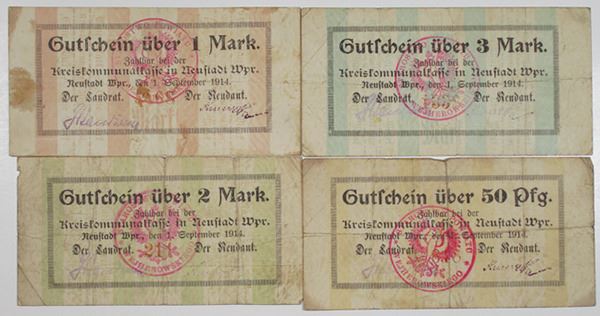 Gutschein über 1 Mark.
Zahlbar bei der
Kreiskommunalkasse in Neustadt Wpr.
Neustadt Wpr., den 1. September 1914.
Der Landrat. Der Rendant.
Gutschein über 3 Mark.
Zahlbar bei der
Kreiskommunalkasse in Neustadt Wpr.
Neustadt Wpr., den 1. September 1914.
Der Landrat. Der Rendant.
Gutschein über 2 Mark.
Zahlbar bei der
Kreiskommunalkasse in Neustadt Wpr.
Neustadt Wpr., den 1. September 1914.
Der Landrat. Der Rendant.
Gutschein über 50 Pfg.
Zahlbar bei der
Kreiskommunalkasse in Neustadt Wpr.
Neustadt Wpr., September 1914.
Der Landrat. Der Rendant.